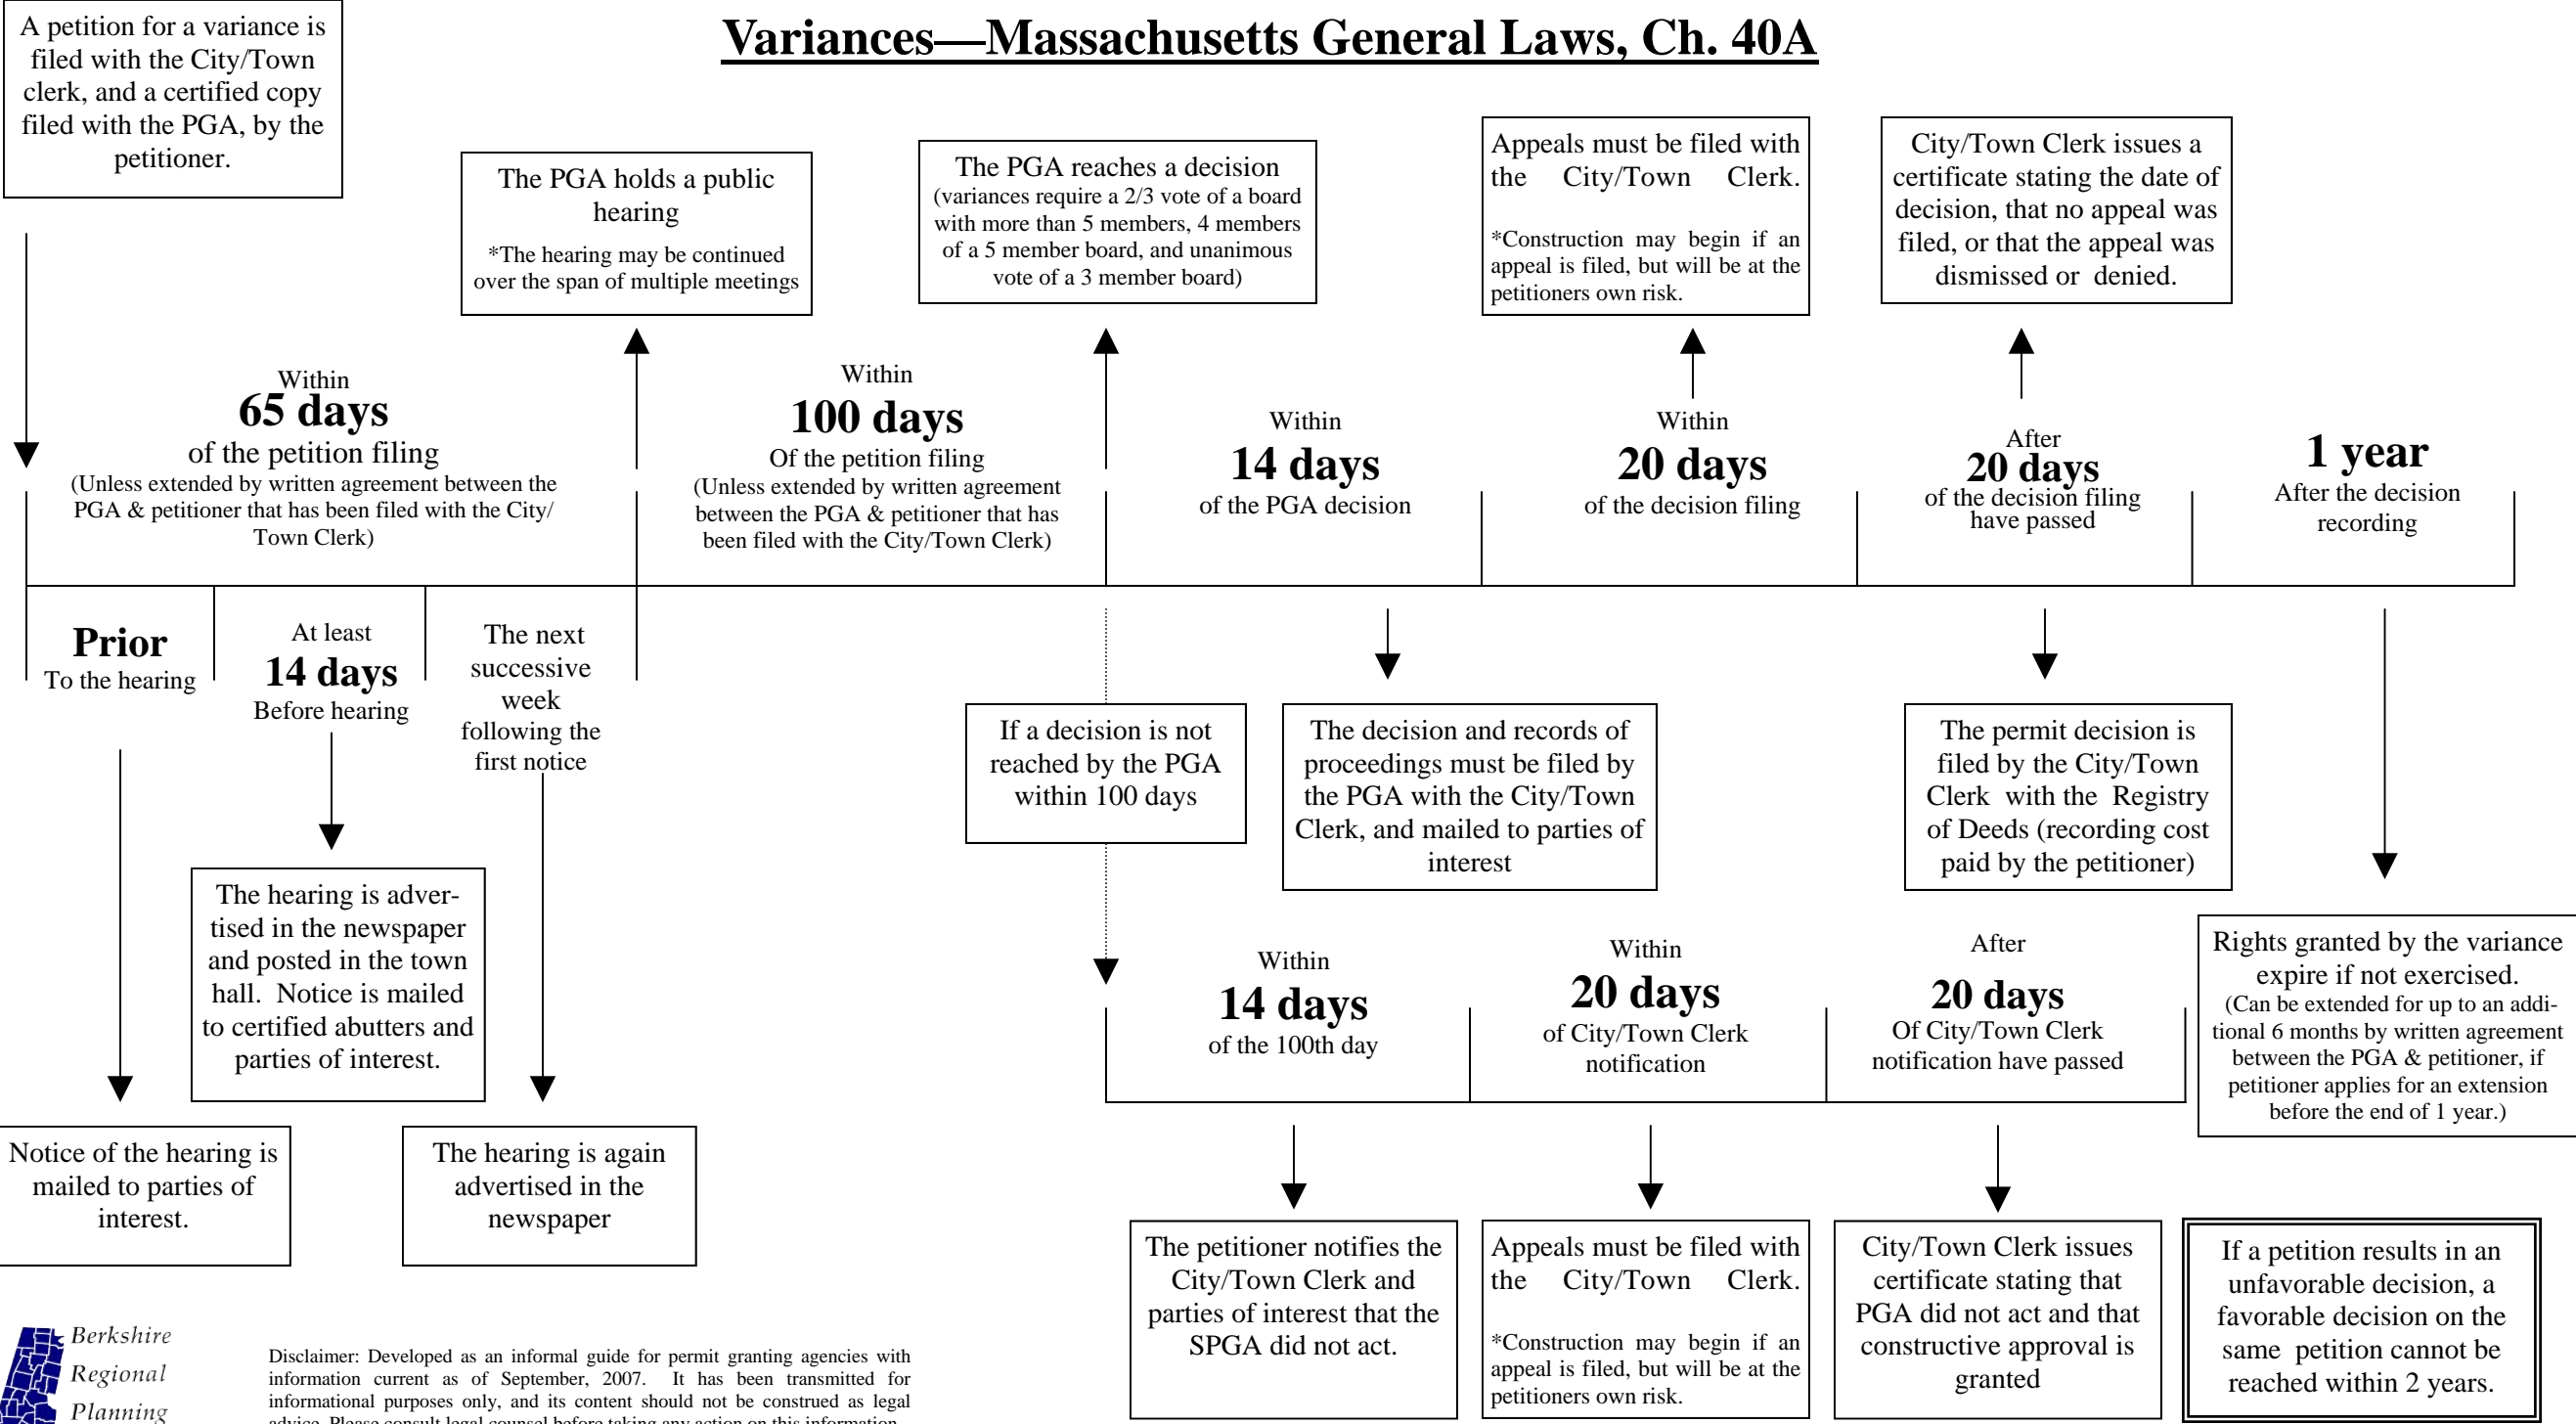 Variances—Massachusetts General Laws, Ch. 40A
A petition for a variance is
filed with the City/Town
clerk, and a certified copy
filed with the PGA, by the
petitioner.
The PGA holds a public
hearing
*The hearing may be continued
over the span of multiple meetings
The PGA reaches a decision
(variances require a 2/3 vote of a board
with more than 5 members, 4 members
of a 5 member board, and unanimous
vote of a 3 member board)
Appeals must be filed with
the City/Town Clerk.
*Construction may begin if an
appeal is filed, but will be at the
petitioners own risk.
City/Town Clerk issues a
certificate stating the date of
decision, that no appeal was
filed, or that the appeal was
dismissed or denied.
Within
65 days
of the petition filing
(Unless extended by written agreement between the
PGA & petitioner that has been filed with the City/
Town Clerk)
Within
100 days
Of the petition filing
(Unless extended by written agreement
between the PGA & petitioner that has
been filed with the City/Town Clerk)
Within
14 days
of the PGA decision
Within
20 days
of the decision filing
After
20 days
of the decision filing
have passed
1 year
After the decision
recording
Prior
To the hearing
At least
14 days
Before hearing
The next
successive
week
following the
first notice
If a decision is not
reached by the PGA
within 100 days
The decision and records of
proceedings must be filed by
the PGA with the City/Town
Clerk, and mailed to parties of
interest
The permit decision is
filed by the City/Town
Clerk with the Registry
of Deeds (recording cost
paid by the petitioner)
The hearing is adver-
tised in the newspaper
and posted in the town
hall. Notice is mailed
to certified abutters and
parties of interest.
Rights granted by the variance
expire if not exercised.
(Can be extended for up to an addi-
tional 6 months by written agreement
between the PGA & petitioner, if
petitioner applies for an extension
before the end of 1 year.)
Within
14 days
of the 100th day
Within
20 days
of City/Town Clerk
notification
After
20 days
Of City/Town Clerk
notification have passed
Notice of the hearing is
mailed to parties of
interest.
The hearing is again
advertised in the
newspaper
The petitioner notifies the
City/Town Clerk and
parties of interest that the
SPGA did not act.
Appeals must be filed with
the City/Town Clerk.
*Construction may begin if an
appeal is filed, but will be at the
petitioners own risk.
City/Town Clerk issues
certificate stating that
PGA did not act and that
constructive approval is
granted
If a petition results in an
unfavorable decision, a
favorable decision on the
same petition cannot be
reached within 2 years.
Berkshire
Regional
Planning
Disclaimer: Developed as an informal guide for permit granting agencies with
information current as of September, 2007. It has been transmitted for
informational purposes only, and its content should not be construed as legal
advice. Please consult legal counsel before taking any action on this information.